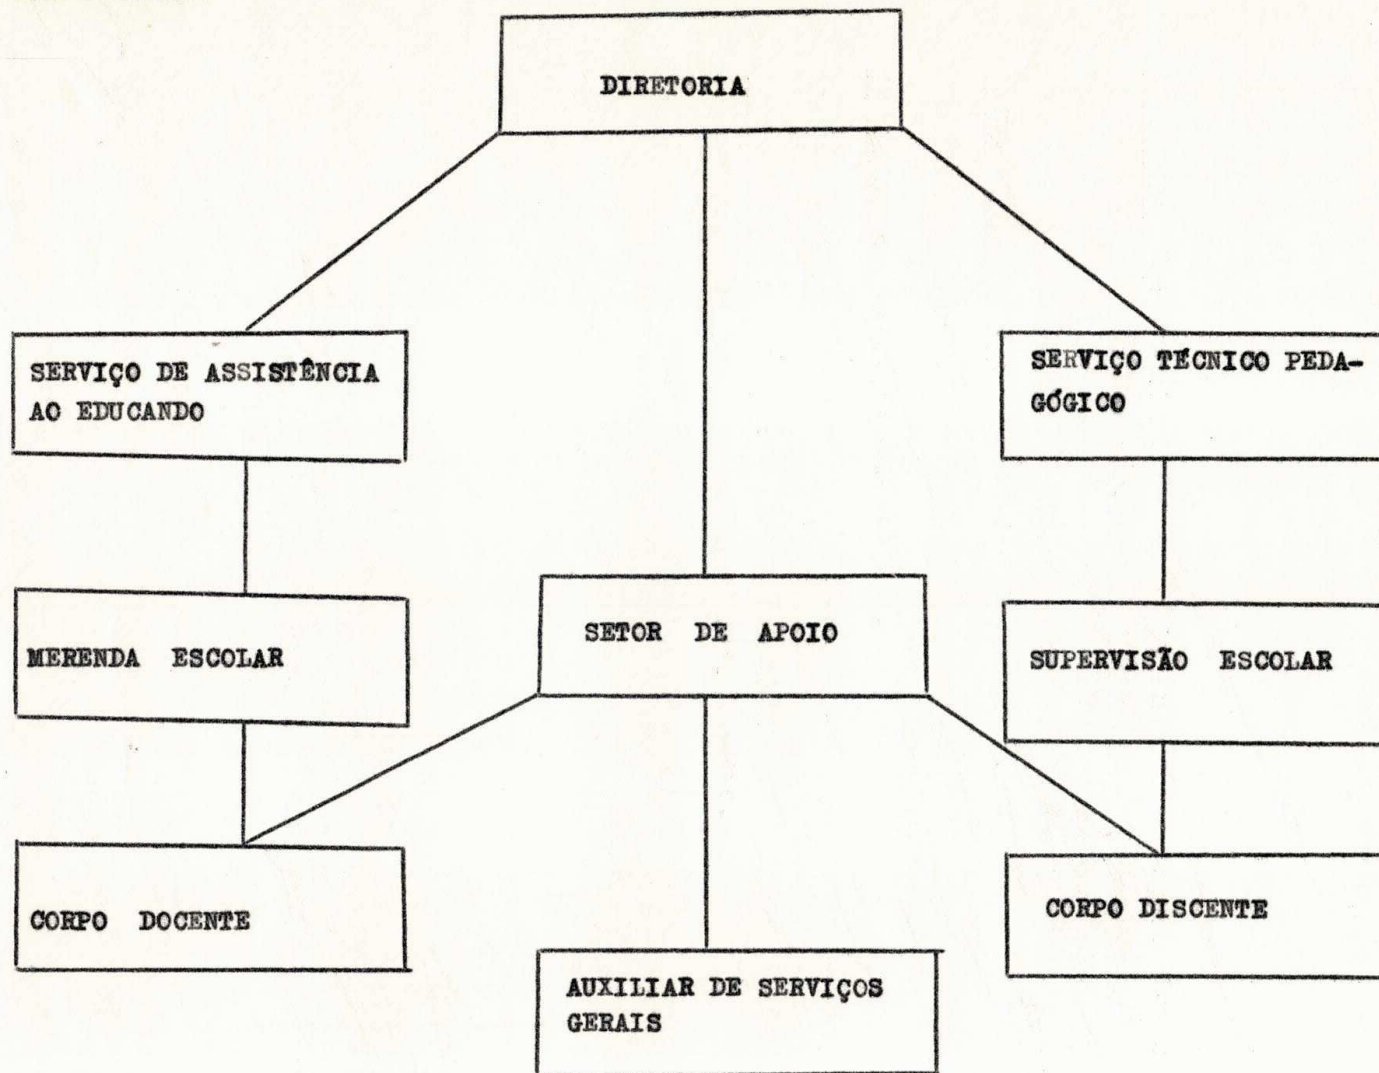 DIRETORIA
SERVIÇO DE ASSISTÊNCIA
AO EDUCANDO
SERVIÇO TÉCNICO PEDA-
GÓGICO
MERENDA ESCOLAR
SETOR DE APOIO
SUPERVISÃO ESCOLAR
CORPO DOCENTE
CORPO DISCENTE
AUXILIAR DE SERVIÇOS
GERAIS